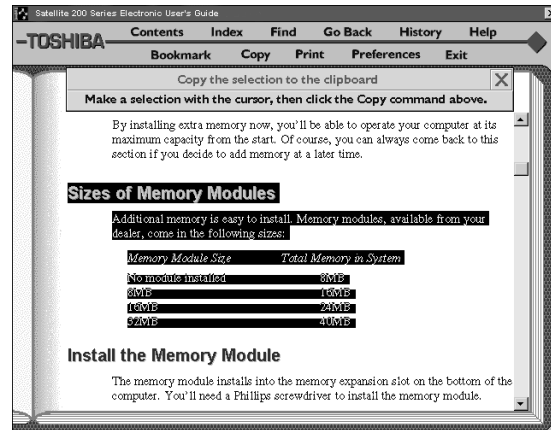 Satellite 200 Series Electronic User's Guide
TOSHIBA
Contents Index Find Go Back History Help
Bookmark Copy Print Preferences Exit
Copy the selection to the clipboard
Make a selection with the cursor, then click the Copy command above.
By installing extra memory now, you'll be able to operate your computer at its
maximum capacity from the start. Of course, you can always come back to this
section if you decide to add memory at a later time.
Sizes of Memory Modules
Additional memory is easy to install. Memory modules, available from your
dealer, come in the following sizes:
Memory Module Size Total Memory in System
No module installed 8MB
8MB 16MB
16MB 24MB
32MB 40MB
Install the Memory Module
The memory module installs into the memory expansion slot on the bottom of the
computer. You'll need a Phillips screwdriver to install the memory module.